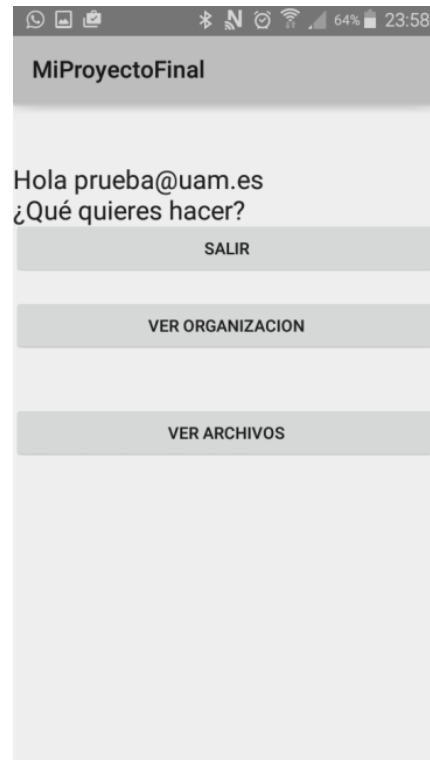 64% 23:58
MiProyectoFinal
Hola prueba@uam.es
¿Qué quieres hacer?
SALIR
VER ORGANIZACION
VER ARCHIVOS